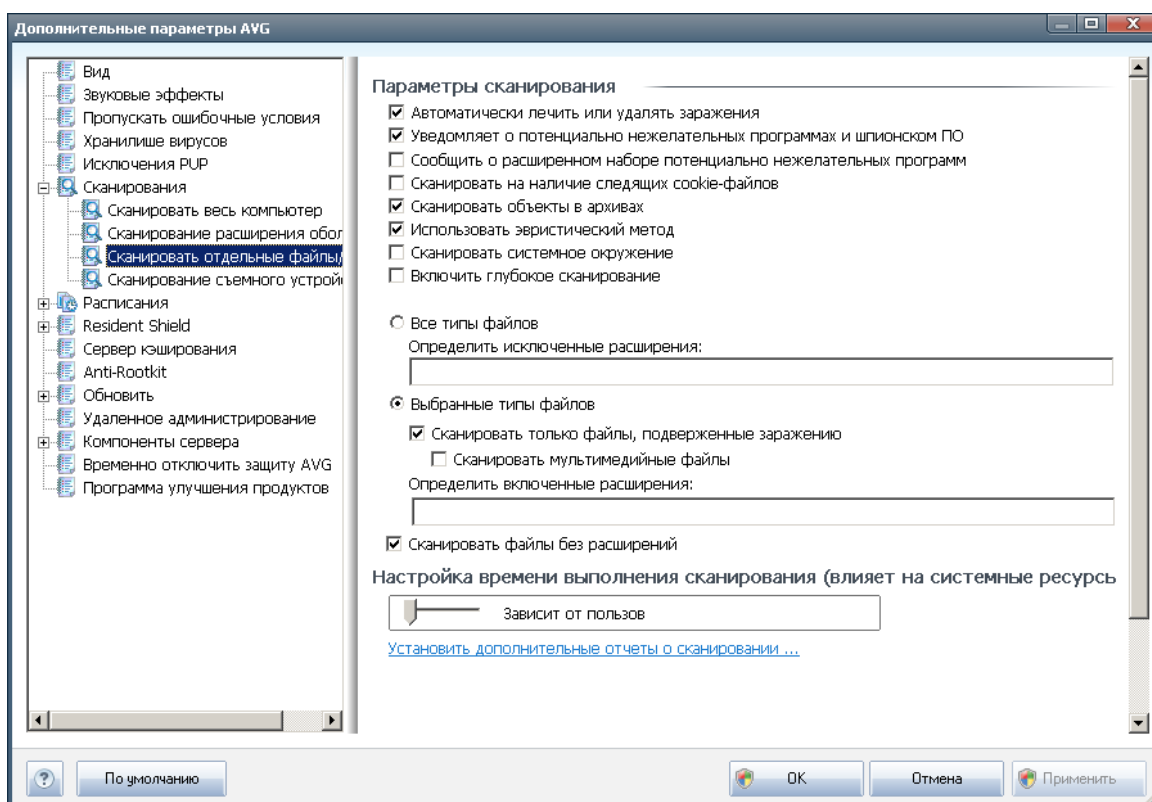 Дополнительные параметры AVG
Вид
Звуковые эффекты
Пропускать ошибочные условия
Хранилише вирусов
Исключения PUP
Сканирования
Сканировать весь компьютер
Сканирование расширения обол
Сканировать отдельные файлы/
Сканирование съемного устрой
Расписания
Resident Shield
Сервер кэширования
Anti-Rootkit
Обновить
Удаленное администрирование
Компоненты сервера
Временно отключить защиту AVG
Программа улучшения продуктов
Параметры сканирования
Автоматически лечить или удалять заражения
Уведомляет о потенциально нежелательных программах и шпионском ПО
Сообщить о расширенном наборе потенциально нежелательных программ
Сканировать на наличие следящих cookie-файлов
Сканировать объекты в архивах
Использовать эвристический метод
Сканировать системное окружение
Включить глубокое сканирование
Все типы файлов
Определить исключенные расширения:
Выбранные типы файлов
Сканировать только файлы, подверженные заражению
Сканировать мультимедийные файлы
Определить включенные расширения:
Сканировать файлы без расширений
Настройка времени выполнения сканирования (влияет на системные ресурсы
Зависит от пользов
Установить дополнительные отчеты о сканировании ...
? По умолчанию OK Отмена Применить